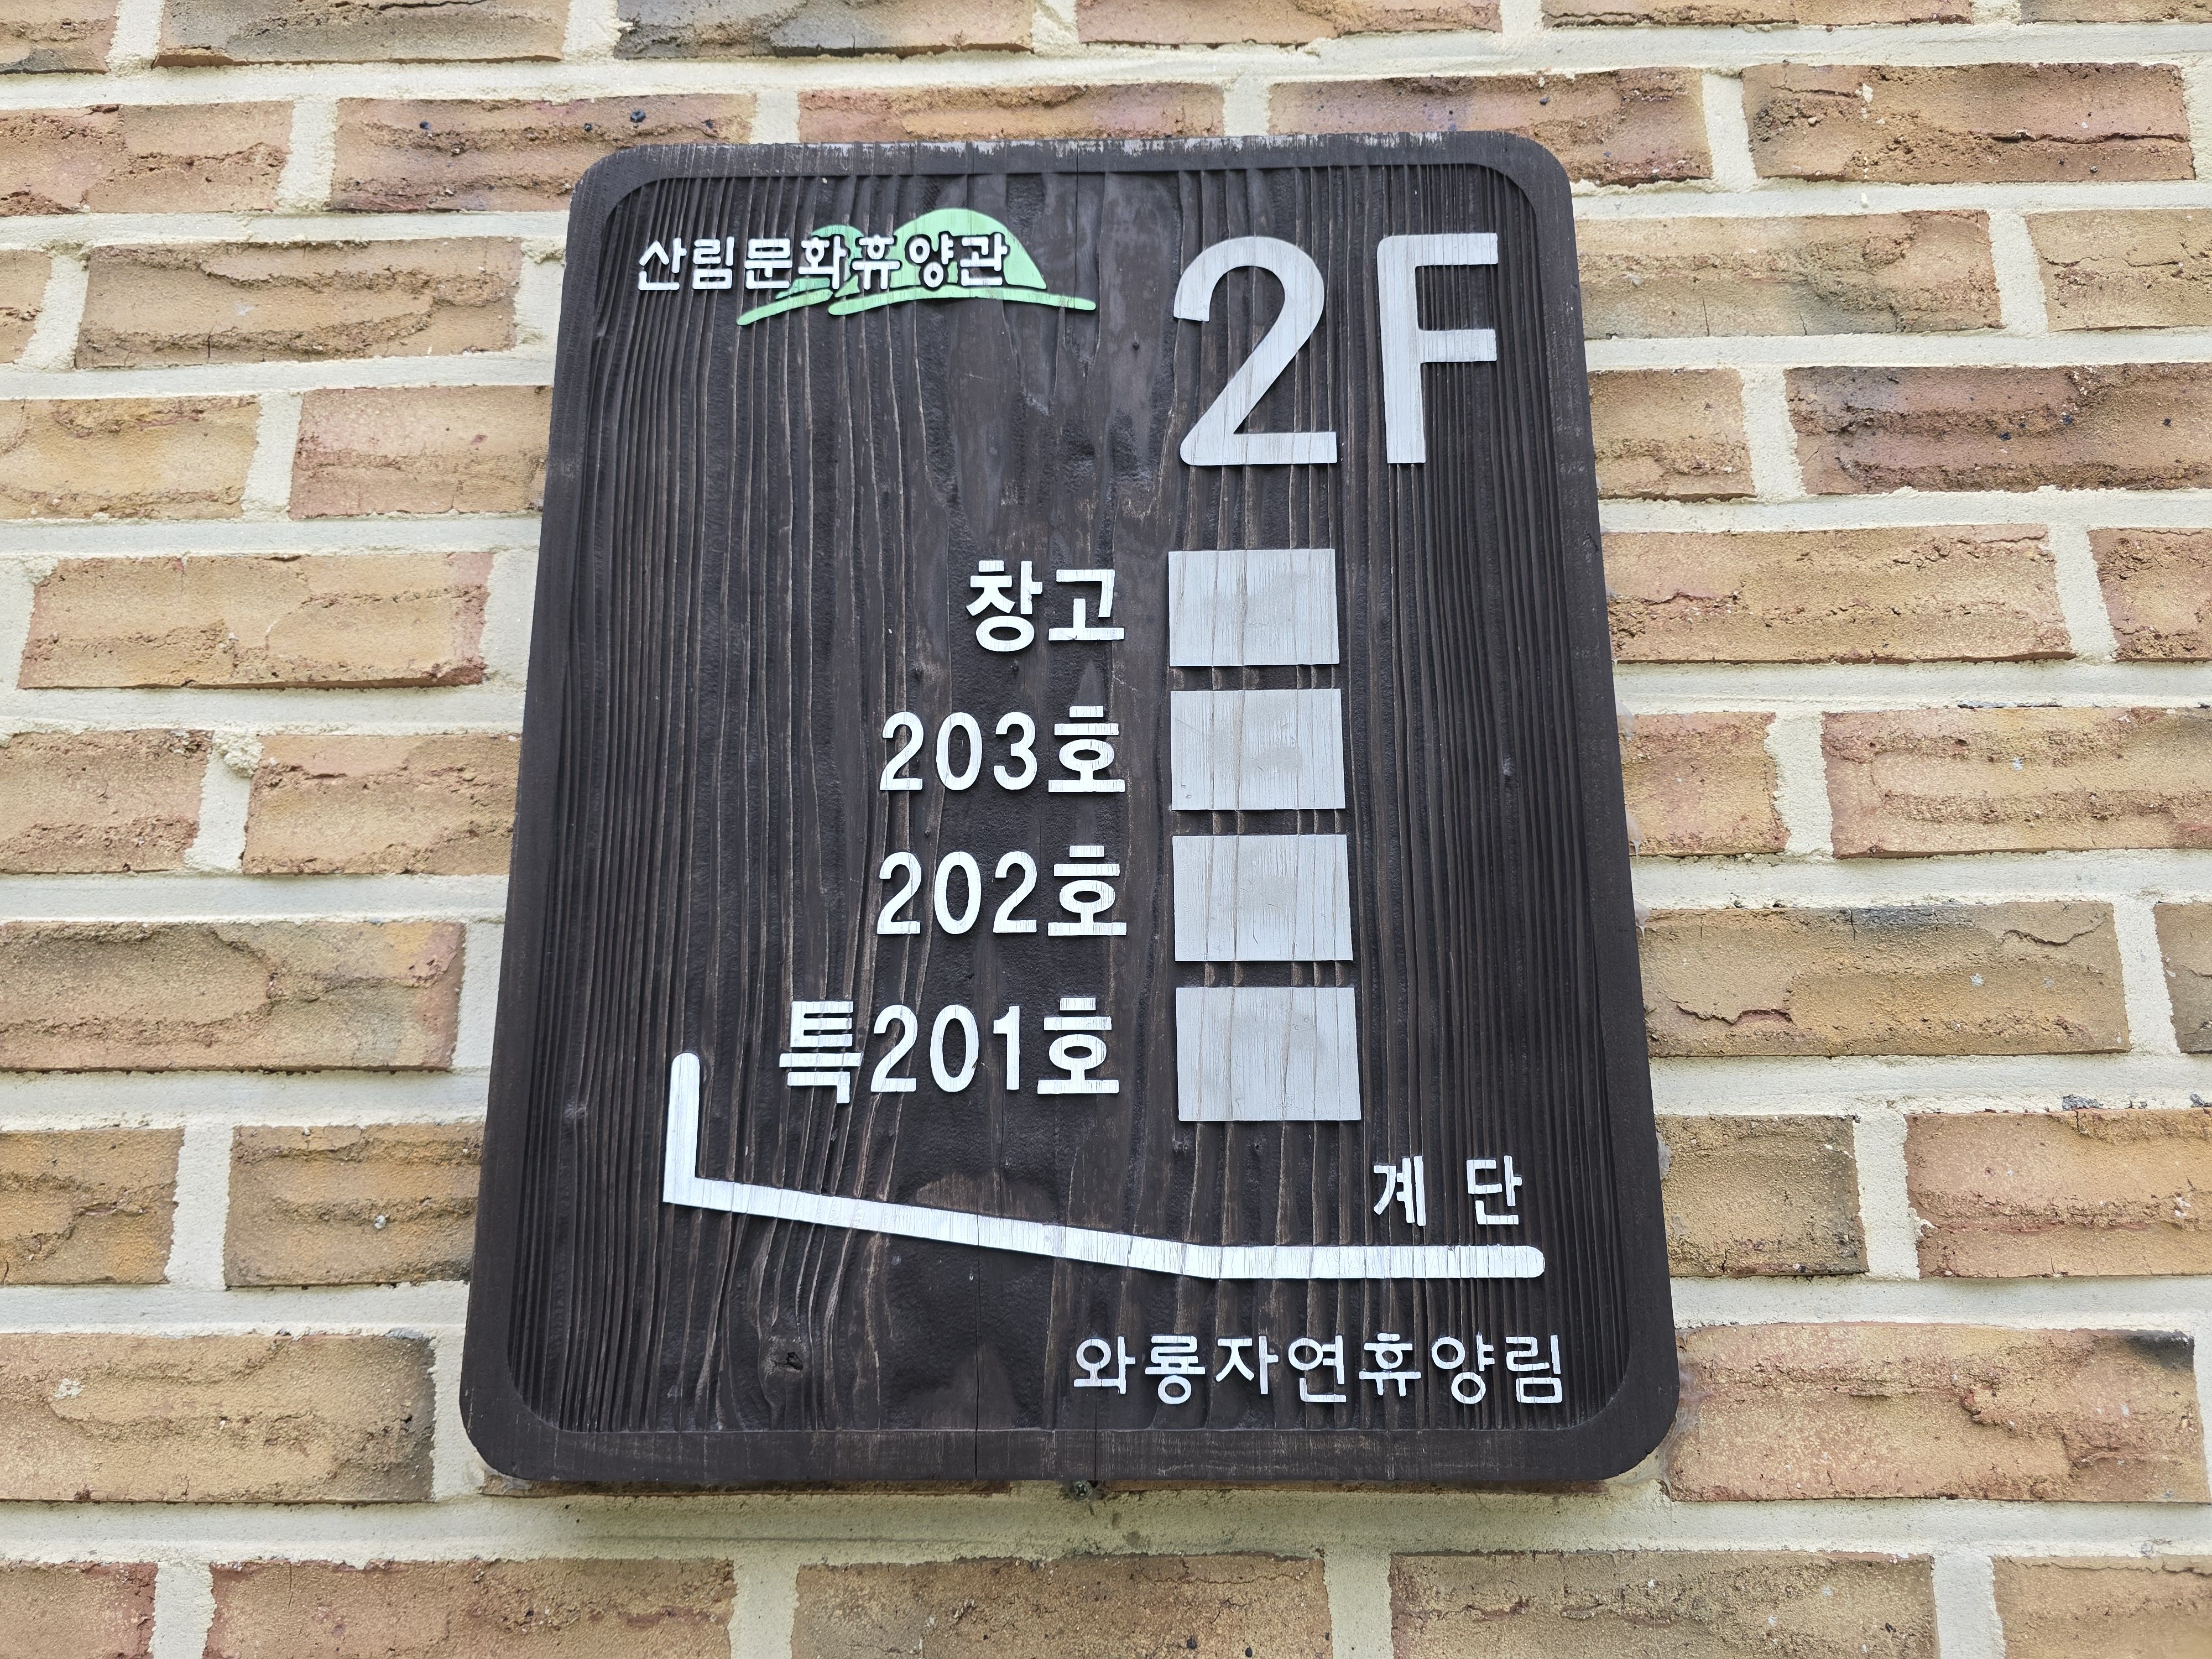 산림문화휴양관
2F
창고
203호
202호
특201호
계 단
와룡자연휴양림